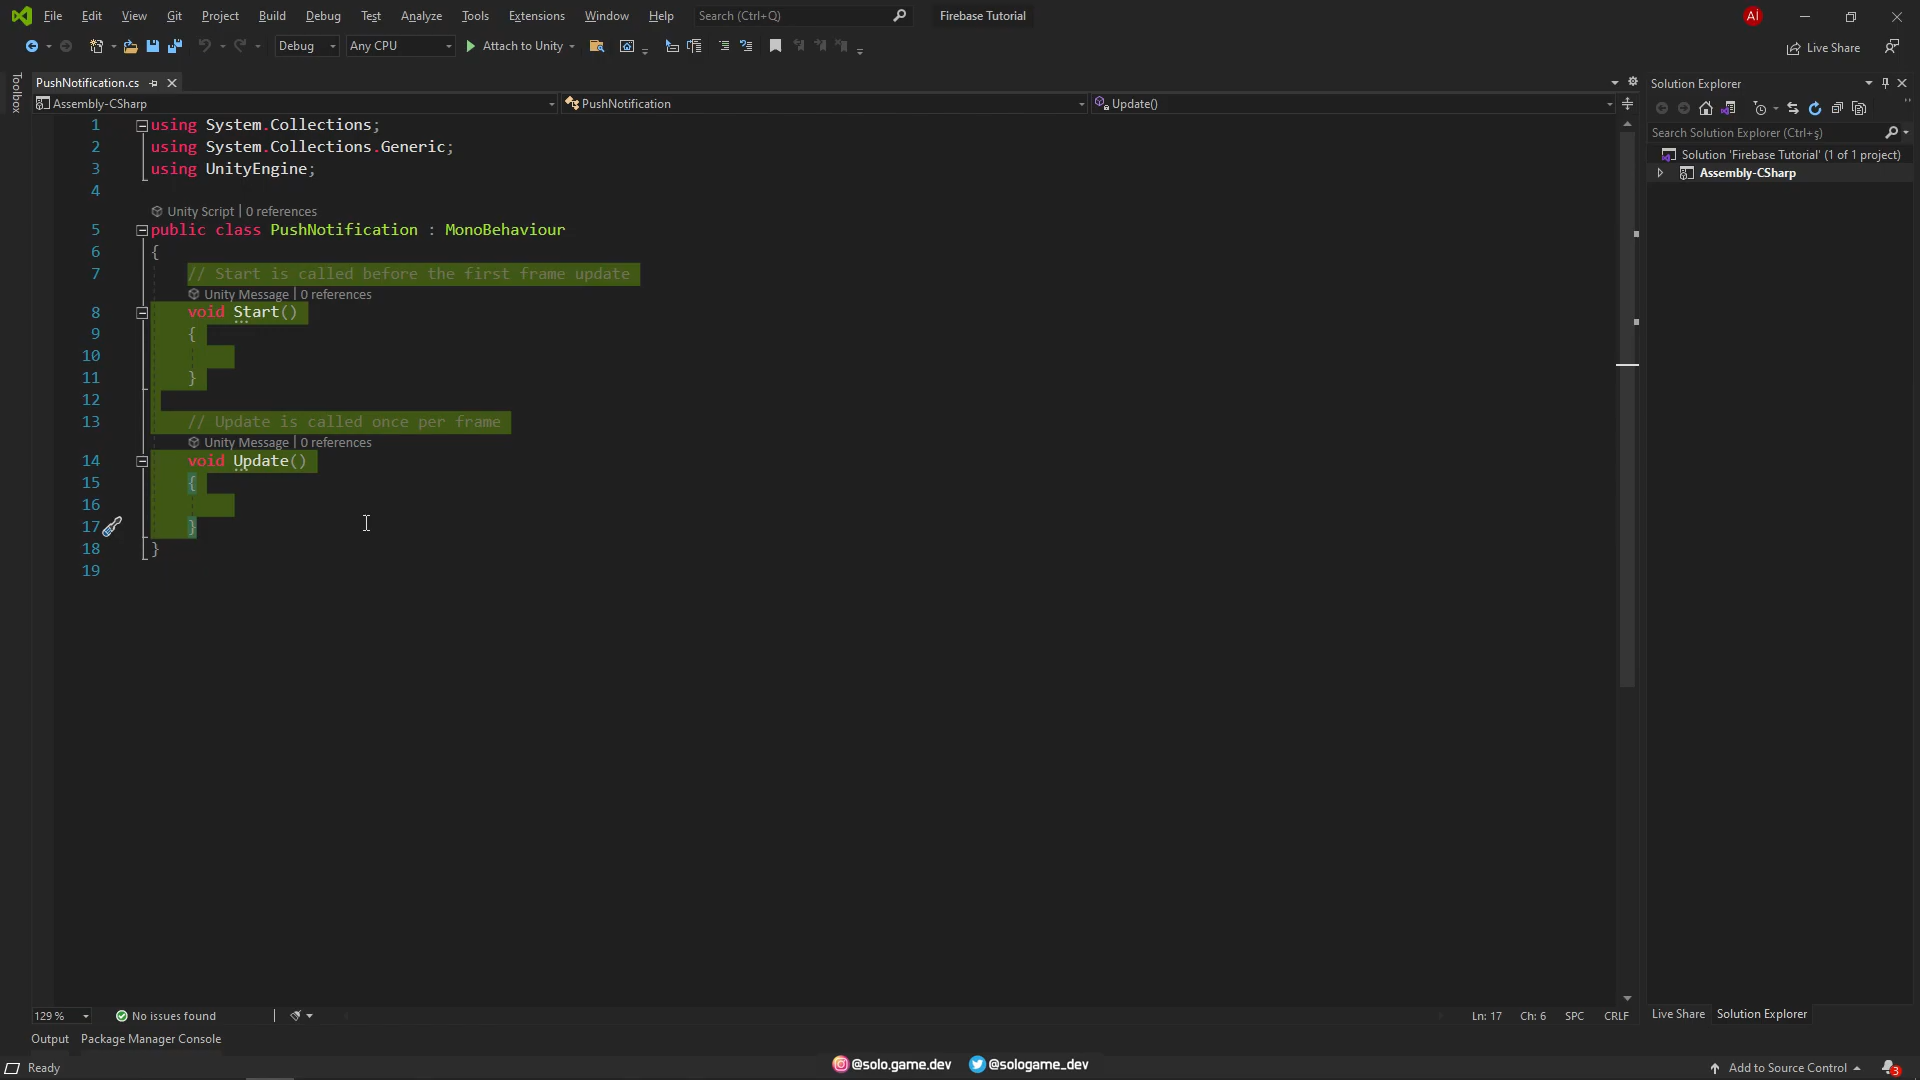 File Edit View Git Project Build Debug Test Analyze Tools Extensions Window Help Search (Ctrl+Q) Firebase Tutorial AI
Debug Any CPU Attach to Unity Live Share
Toolbox
PushNotification.cs
Assembly-CSharp PushNotification Update()
1 using System.Collections;
2 using System.Collections.Generic;
3 using UnityEngine;
4
Unity Script | 0 references
5 public class PushNotification : MonoBehaviour
6 {
7 // Start is called before the first frame update
Unity Message | 0 references
8 void Start()
9 {
10
11 }
12
13 // Update is called once per frame
Unity Message | 0 references
14 void Update()
15 {
16
17 }
18 }
19
Solution Explorer
Search Solution Explorer (Ctrl+ş)
Solution 'Firebase Tutorial' (1 of 1 project)
Assembly-CSharp
129 % No issues found Ln: 17 Ch: 6 SPC CRLF
Live Share Solution Explorer
Output Package Manager Console
Ready @solo.game.dev @sologame_dev Add to Source Control 3